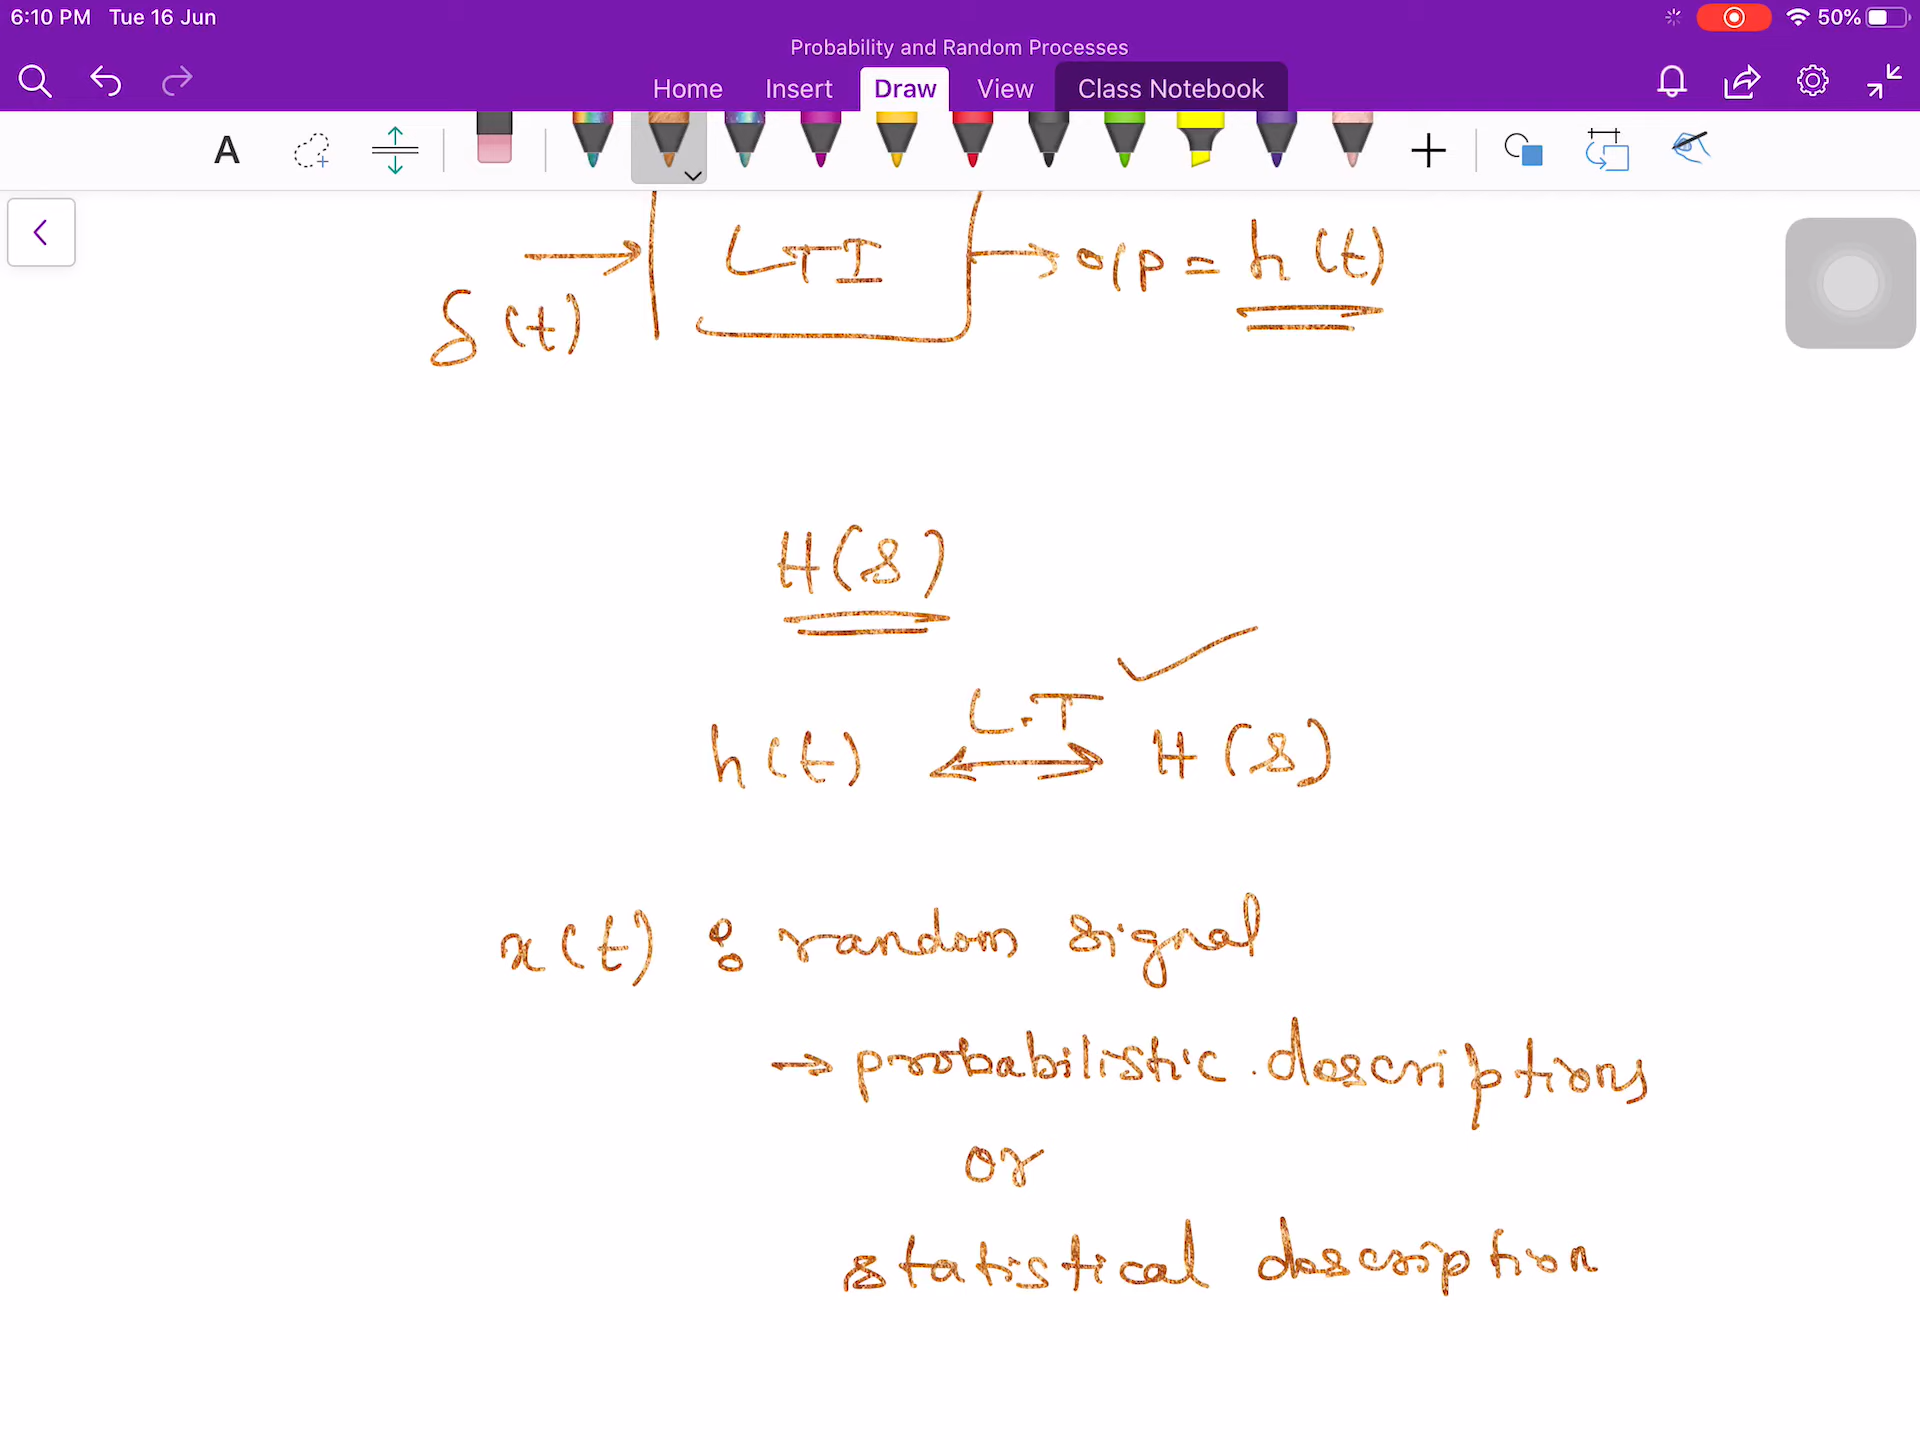 6:10 PM Tue 16 Jun
50%
Probability and Random Processes
Home Insert Draw View Class Notebook
A
LTI
δ(t)
o/p = h(t)
H(s)
L.T
h(t) ⟷ H(s)
x(t) : random signal
→ probabilistic descriptions
or
statistical description